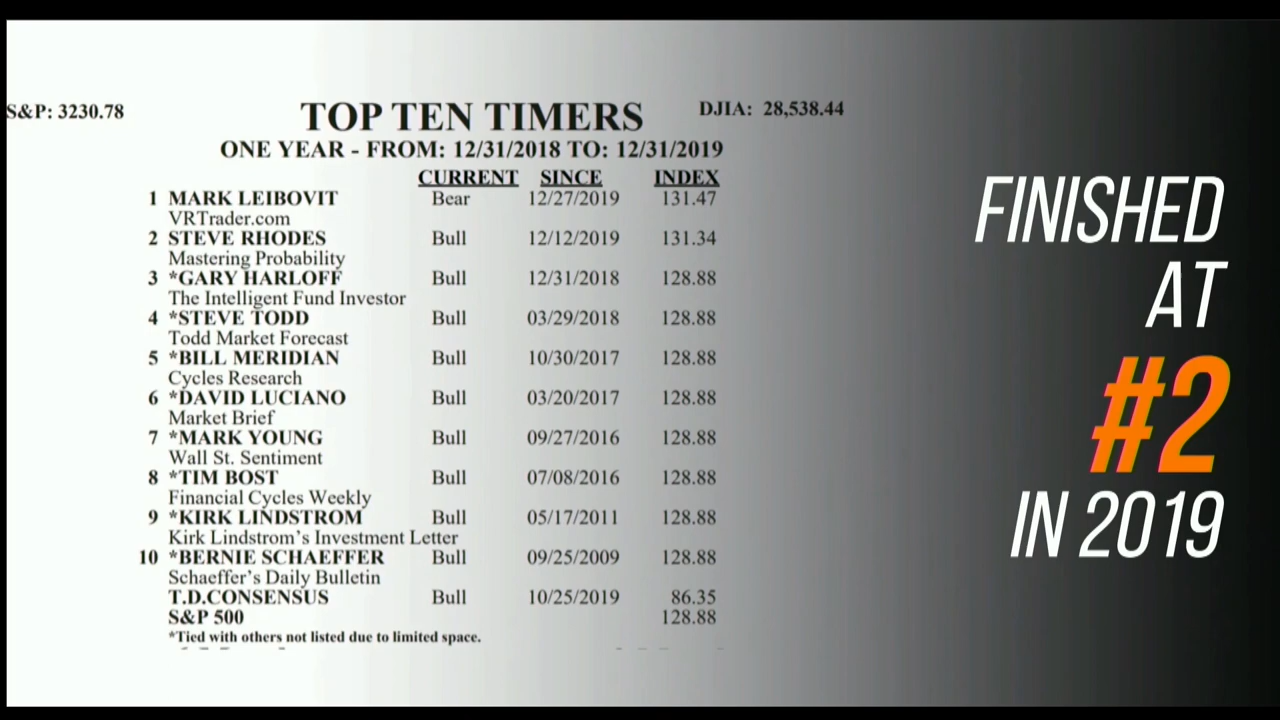 S&P: 3230.78
TOP TEN TIMERS
DJIA: 28,538.44
ONE YEAR - FROM: 12/31/2018 TO: 12/31/2019
CURRENT SINCE INDEX
1 MARK LEIBOVIT Bear 12/27/2019 131.47
VRTrader.com
2 STEVE RHODES Bull 12/12/2019 131.34
Mastering Probability
3 *GARY HARLOFF Bull 12/31/2018 128.88
The Intelligent Fund Investor
4 *STEVE TODD Bull 03/29/2018 128.88
Todd Market Forecast
5 *BILL MERIDIAN Bull 10/30/2017 128.88
Cycles Research
6 *DAVID LUCIANO Bull 03/20/2017 128.88
Market Brief
7 *MARK YOUNG Bull 09/27/2016 128.88
Wall St. Sentiment
8 *TIM BOST Bull 07/08/2016 128.88
Financial Cycles Weekly
9 *KIRK LINDSTROM Bull 05/17/2011 128.88
Kirk Lindstrom's Investment Letter
10 *BERNIE SCHAEFFER Bull 09/25/2009 128.88
Schaeffer's Daily Bulletin
T.D.CONSENSUS Bull 10/25/2019 86.35
S&P 500 128.88
*Tied with others not listed due to limited space.
FINISHED
AT
#2
IN 2019